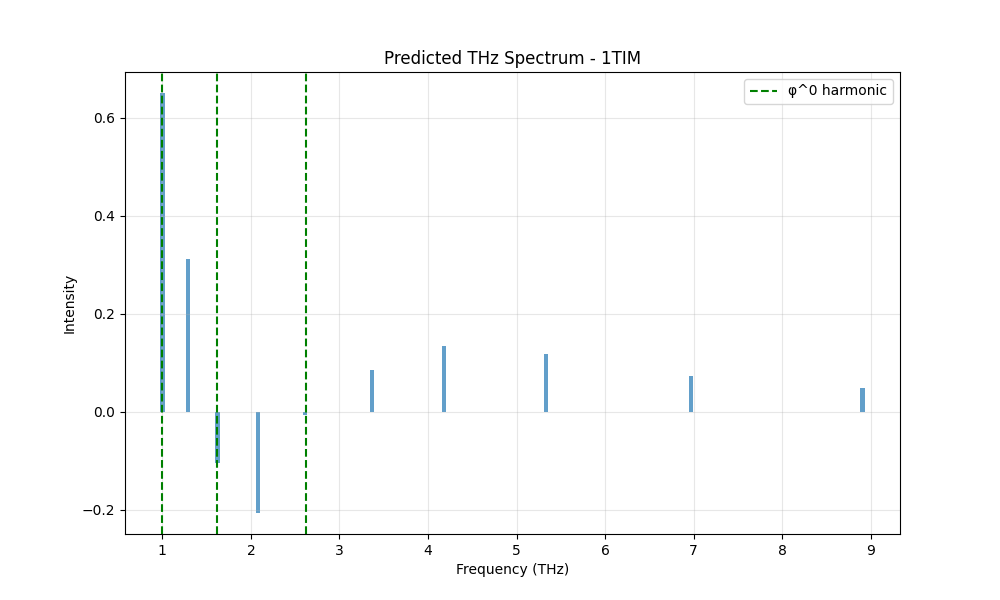 Predicted THz Spectrum - 1TIM
φ^0 harmonic
Intensity
0.6
0.4
0.2
0.0
−0.2
1 2 3 4 5 6 7 8 9
Frequency (THz)